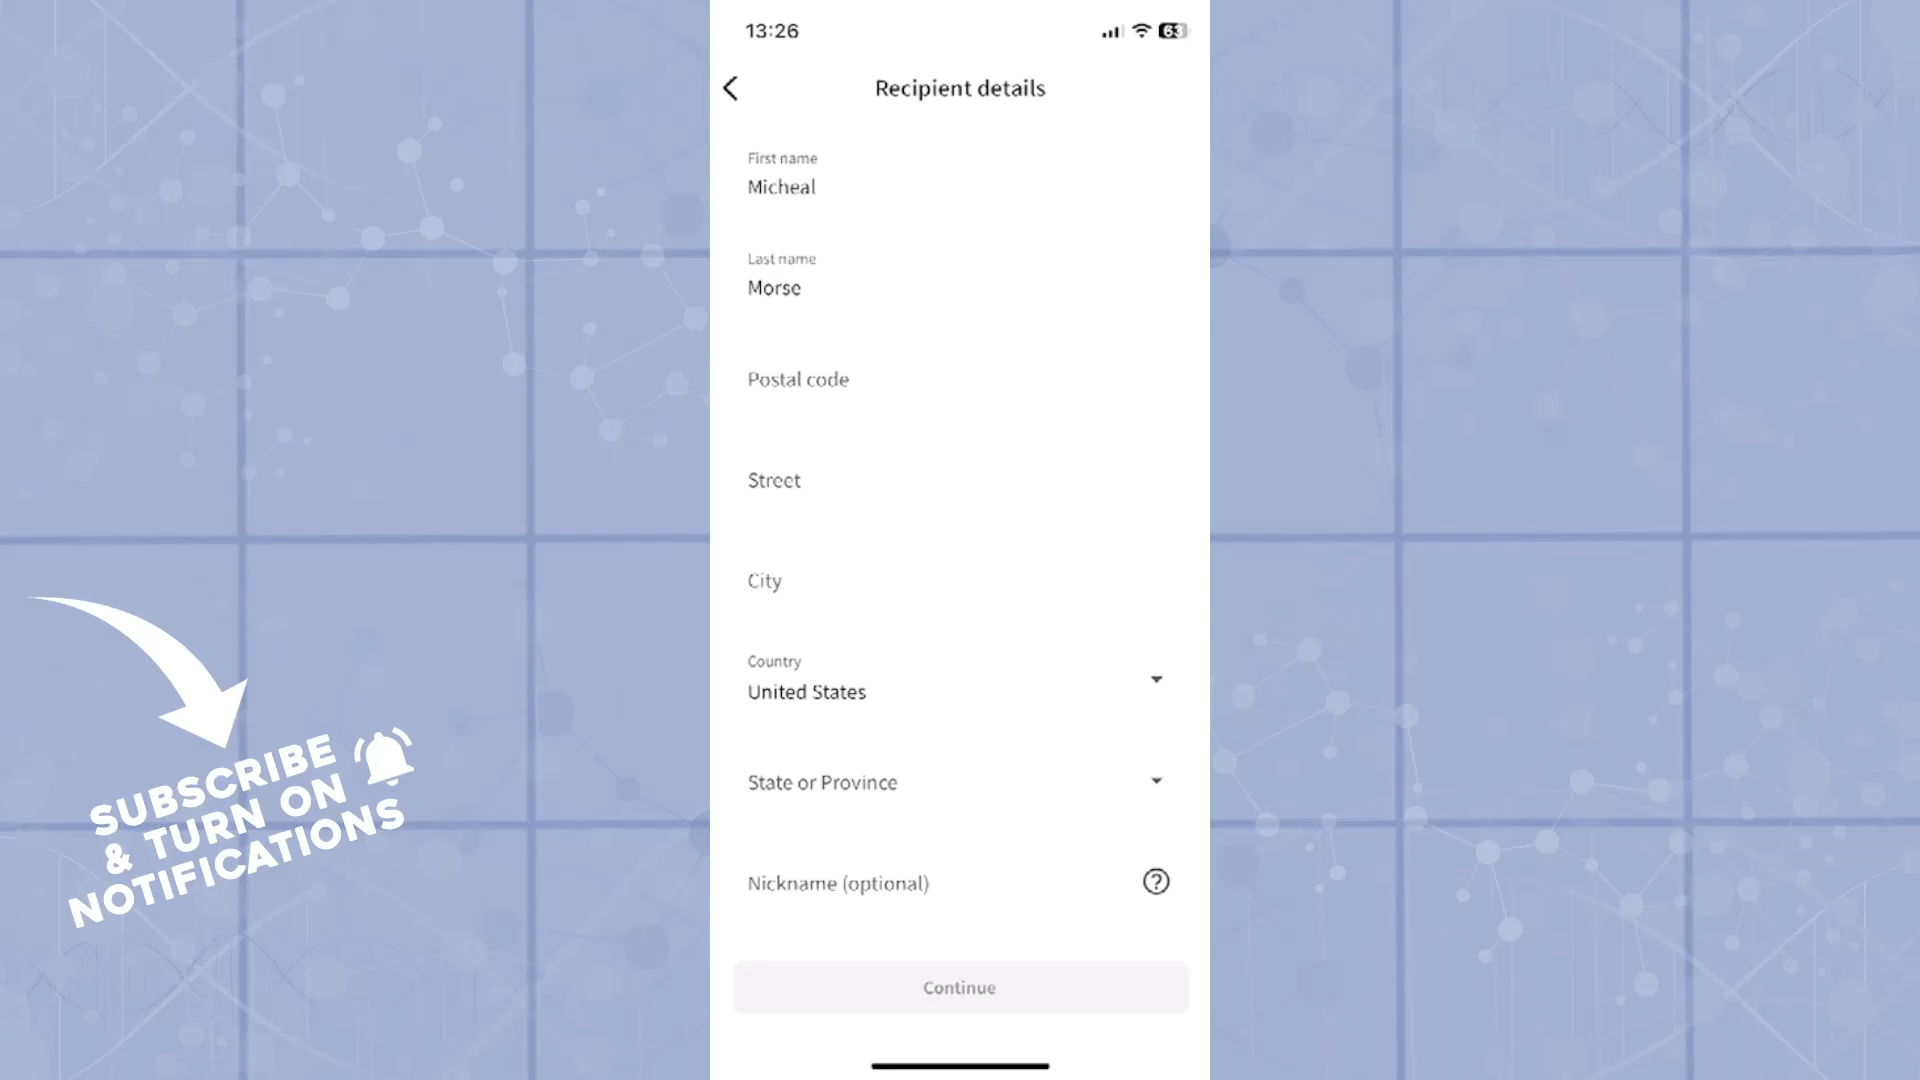 13:26
63
Recipient details
First name
Micheal
Last name
Morse
Postal code
Street
City
Country
United States
State or Province
Nickname (optional)
Continue
SUBSCRIBE
& TURN ON
NOTIFICATIONS